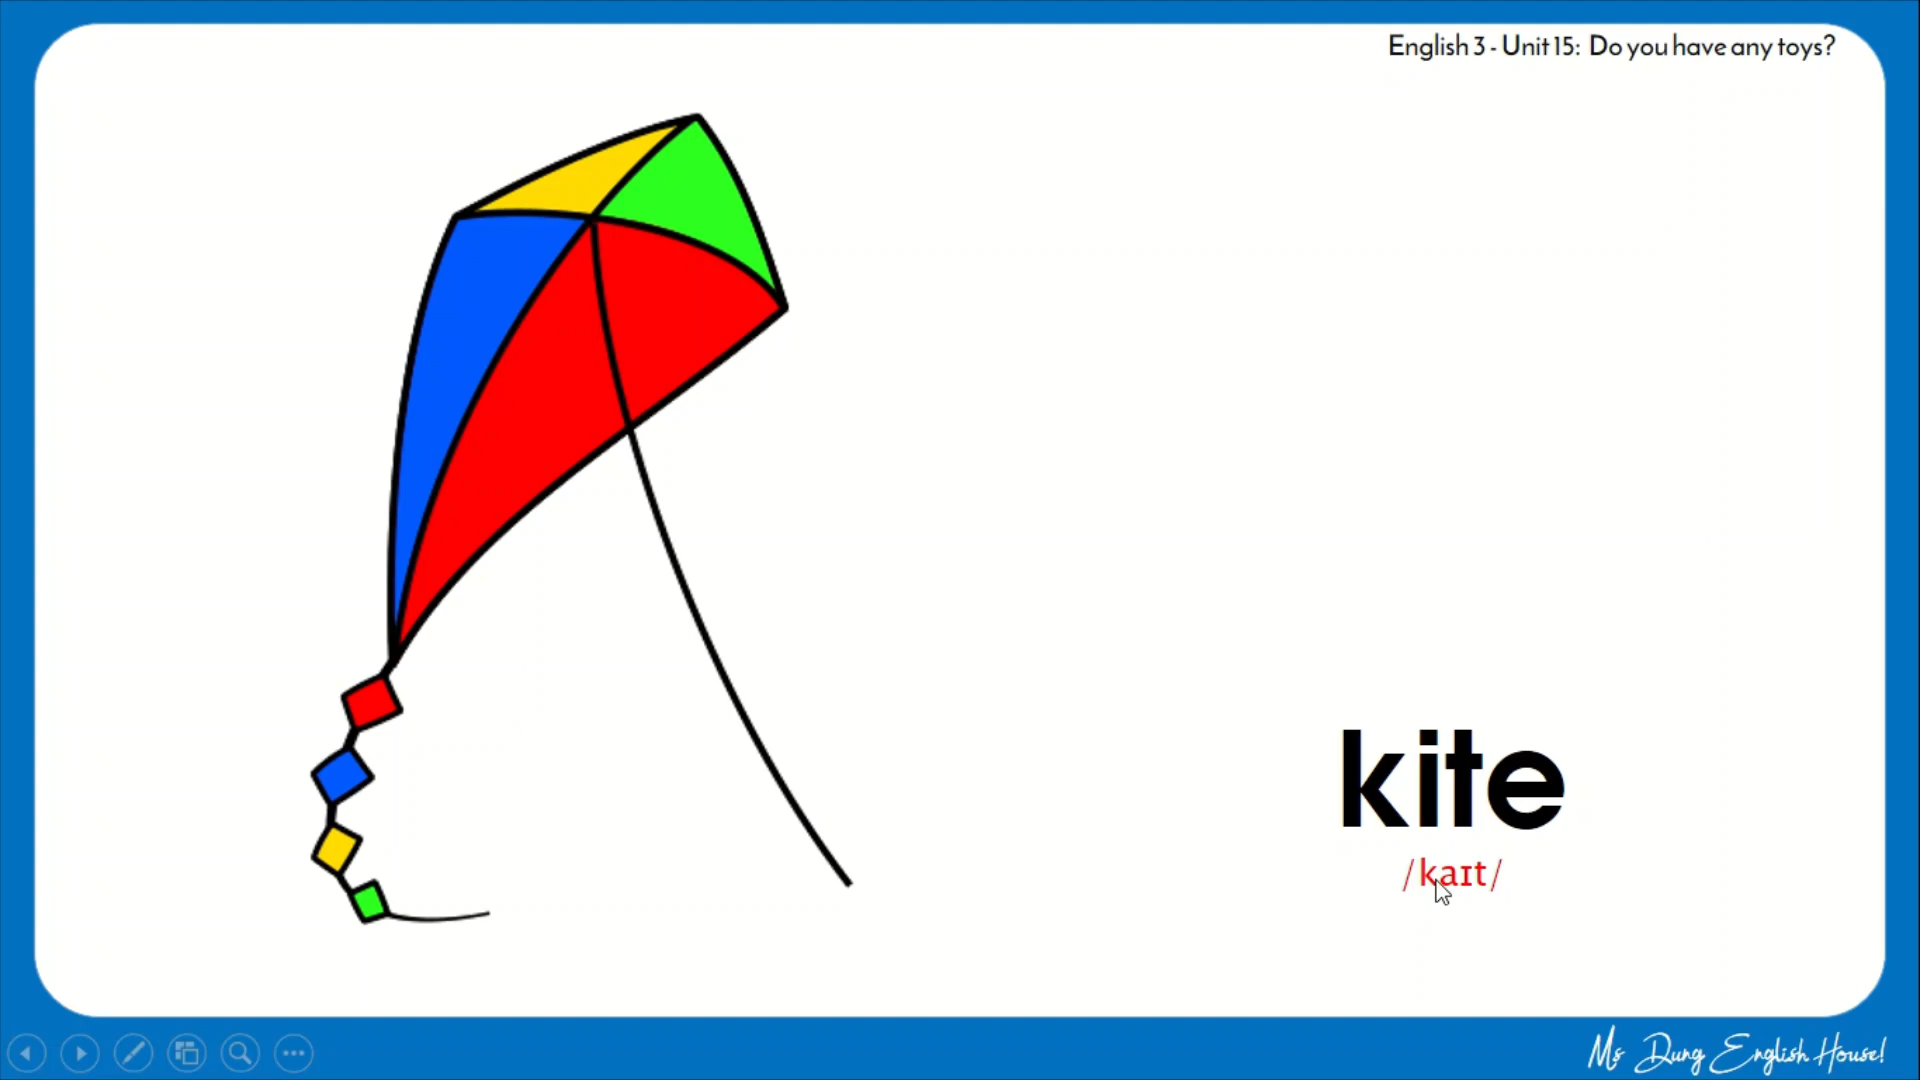 English 3 - Unit 15: Do you have any toys?
kite
/kaɪt/
Ms Dung English House!